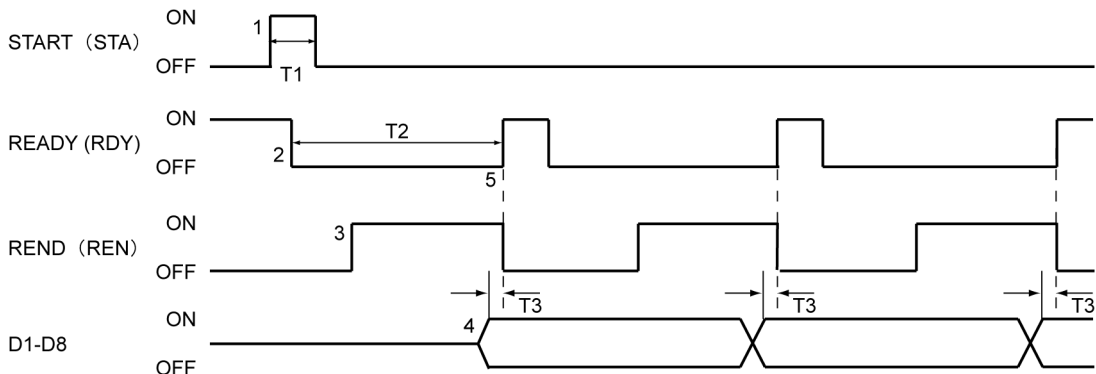 ON
START（STA）
1
OFF
T1
ON
READY (RDY)
T2
2
OFF
5
ON
REND（REN）
3
OFF
T3
T3
T3
ON
4
D1-D8
OFF